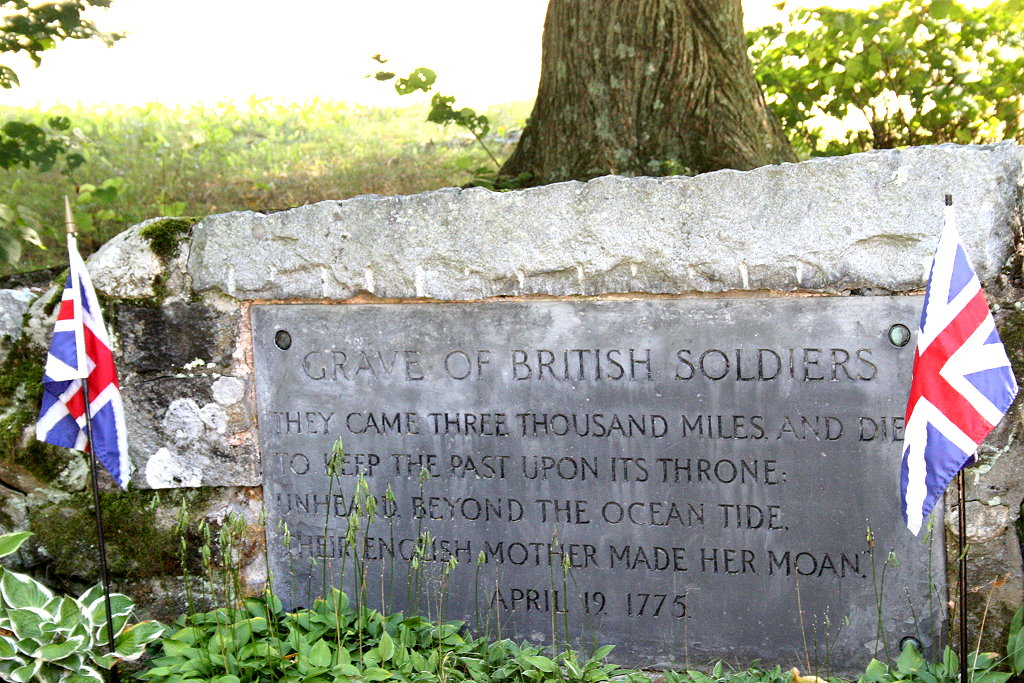 GRAVE OF BRITISH SOLDIERS
THEY CAME THREE THOUSAND MILES, AND DIED,
TO KEEP THE PAST UPON ITS THRONE:
UNHEARD, BEYOND THE OCEAN TIDE,
THEIR ENGLISH MOTHER MADE HER MOAN."
APRIL 19, 1775.